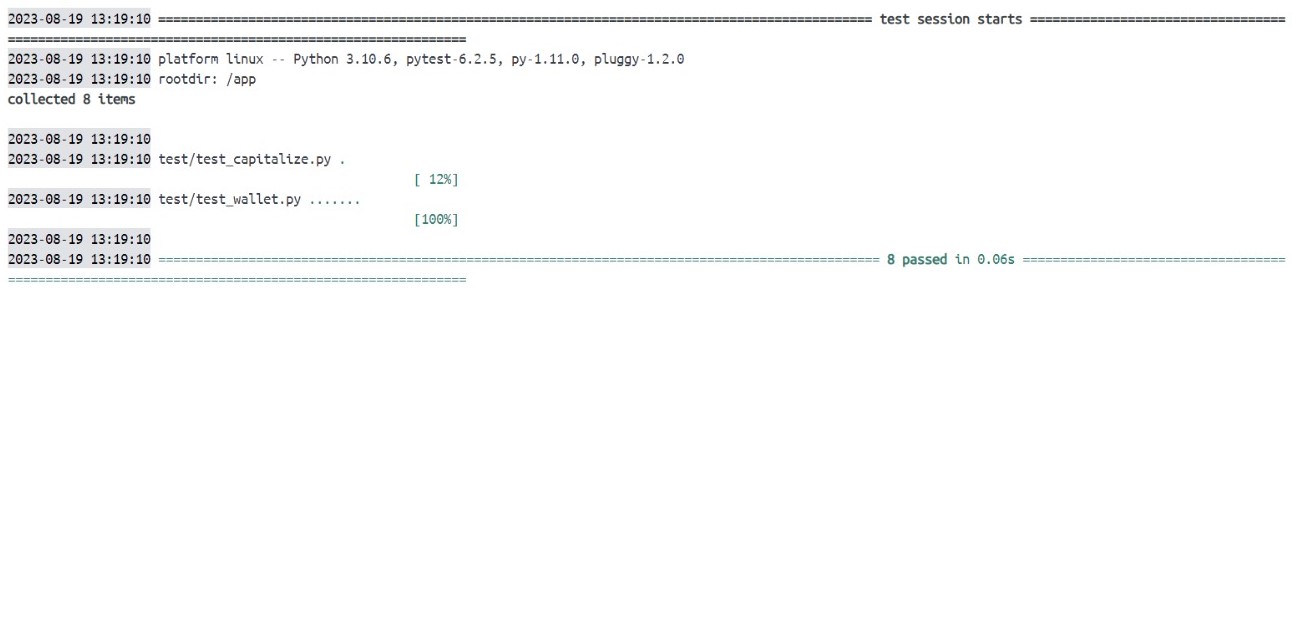 2023-08-19 13:19:10 =============================================================================================== test session starts ==================================
=============================================================
2023-08-19 13:19:10 platform linux -- Python 3.10.6, pytest-6.2.5, py-1.11.0, pluggy-1.2.0
2023-08-19 13:19:10 rootdir: /app
collected 8 items
2023-08-19 13:19:10
2023-08-19 13:19:10 test/test_capitalize.py .
[ 12%]
2023-08-19 13:19:10 test/test_wallet.py .......
[100%]
2023-08-19 13:19:10
2023-08-19 13:19:10 ================================================================================================ 8 passed in 0.06s ===================================
=============================================================